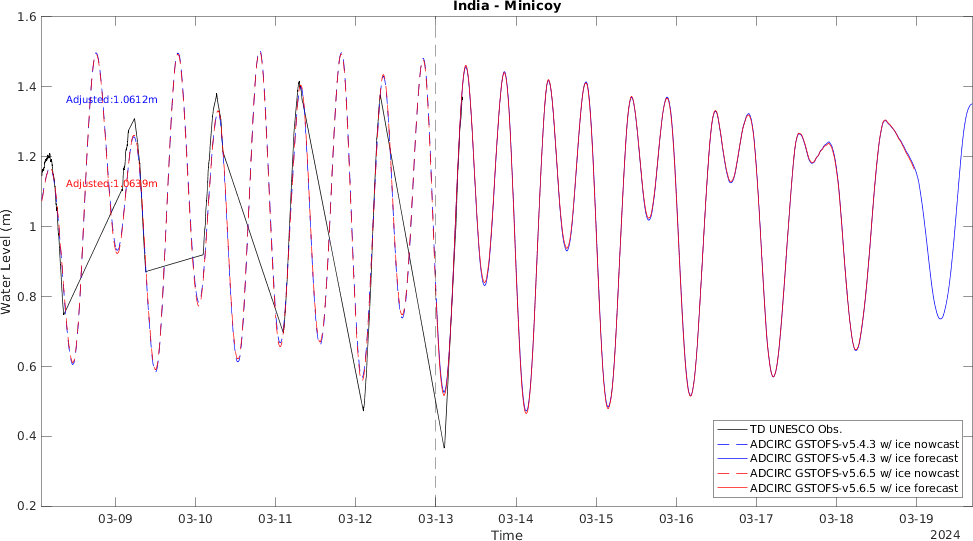 India - Minicoy
1.6
1.4
1.2
1
0.8
0.6
0.4
0.2
Water Level (m)
Adjusted:1.0612m
Adjusted:1.0639m
TD UNESCO Obs.
ADCIRC GSTOFS-v5.4.3 w/ ice nowcast
ADCIRC GSTOFS-v5.4.3 w/ ice forecast
ADCIRC GSTOFS-v5.6.5 w/ ice nowcast
ADCIRC GSTOFS-v5.6.5 w/ ice forecast
03-09 03-10 03-11 03-12 03-13 03-14 03-15 03-16 03-17 03-18 03-19
Time
2024